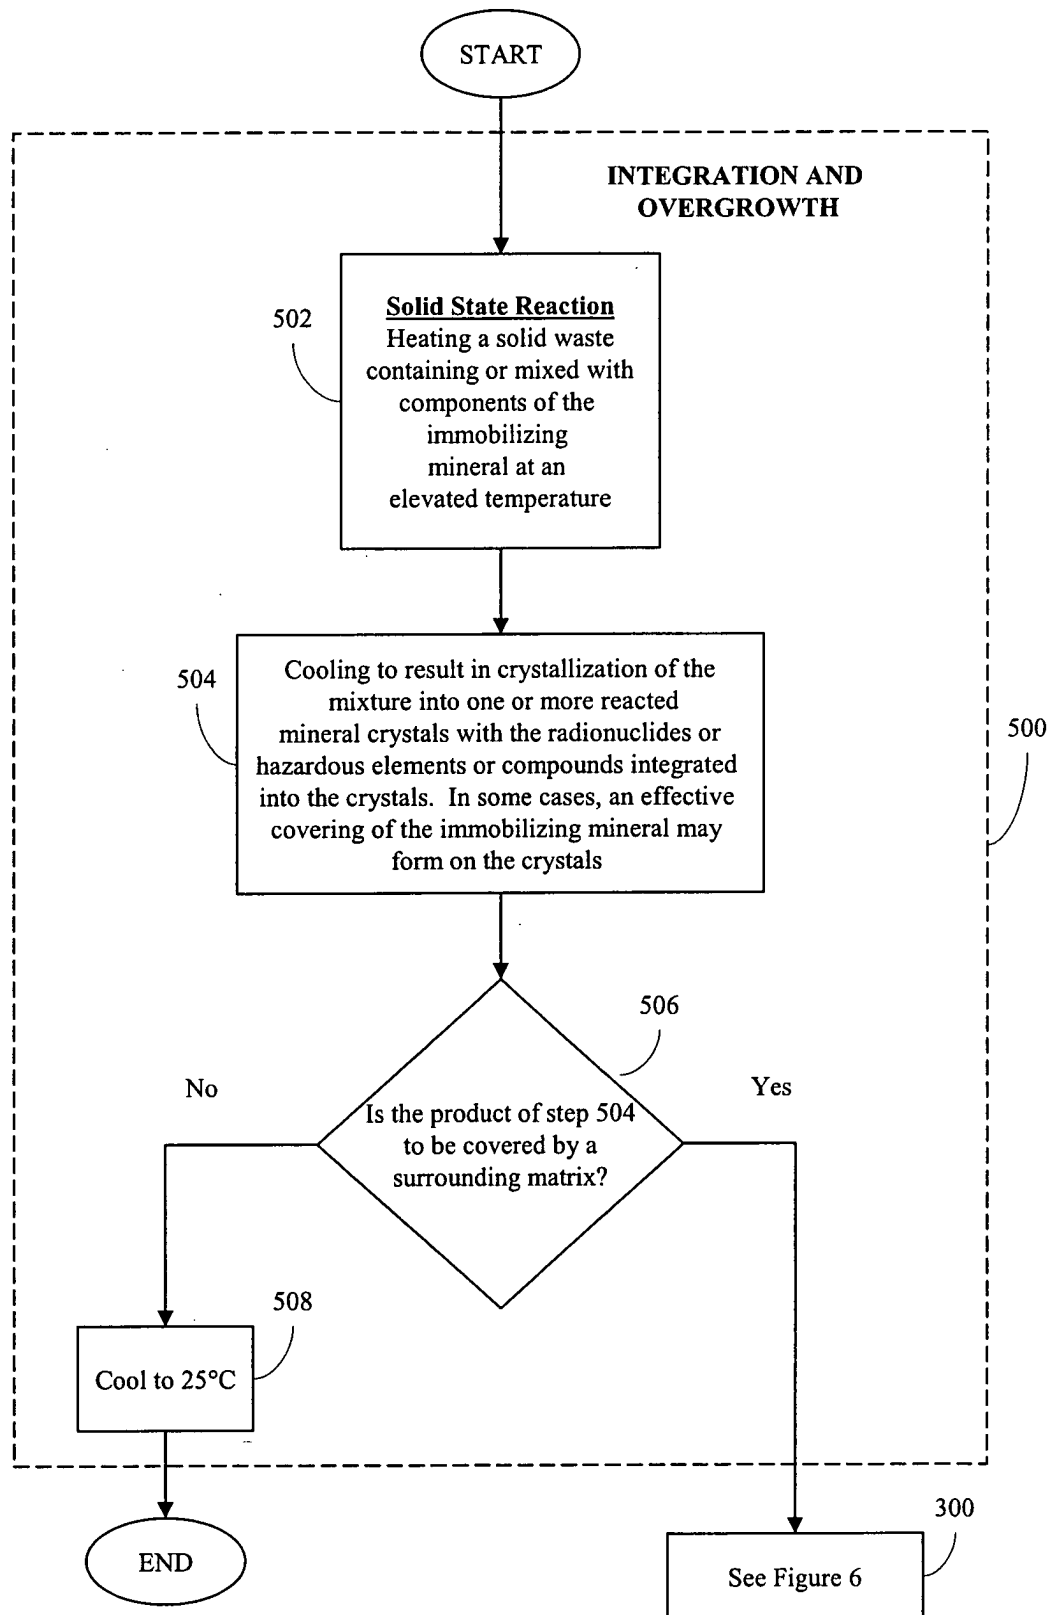 START
INTEGRATION AND
OVERGROWTH
502
Solid State Reaction
Heating a solid waste
containing or mixed with
components of the
immobilizing
mineral at an
elevated temperature
504
Cooling to result in crystallization of the
mixture into one or more reacted
mineral crystals with the radionuclides or
hazardous elements or compounds integrated
into the crystals.  In some cases, an effective
covering of the immobilizing mineral may
form on the crystals
500
506
No
Yes
Is the product of step 504
to be covered by a
surrounding matrix?
508
Cool to 25°C
END
300
See Figure 6